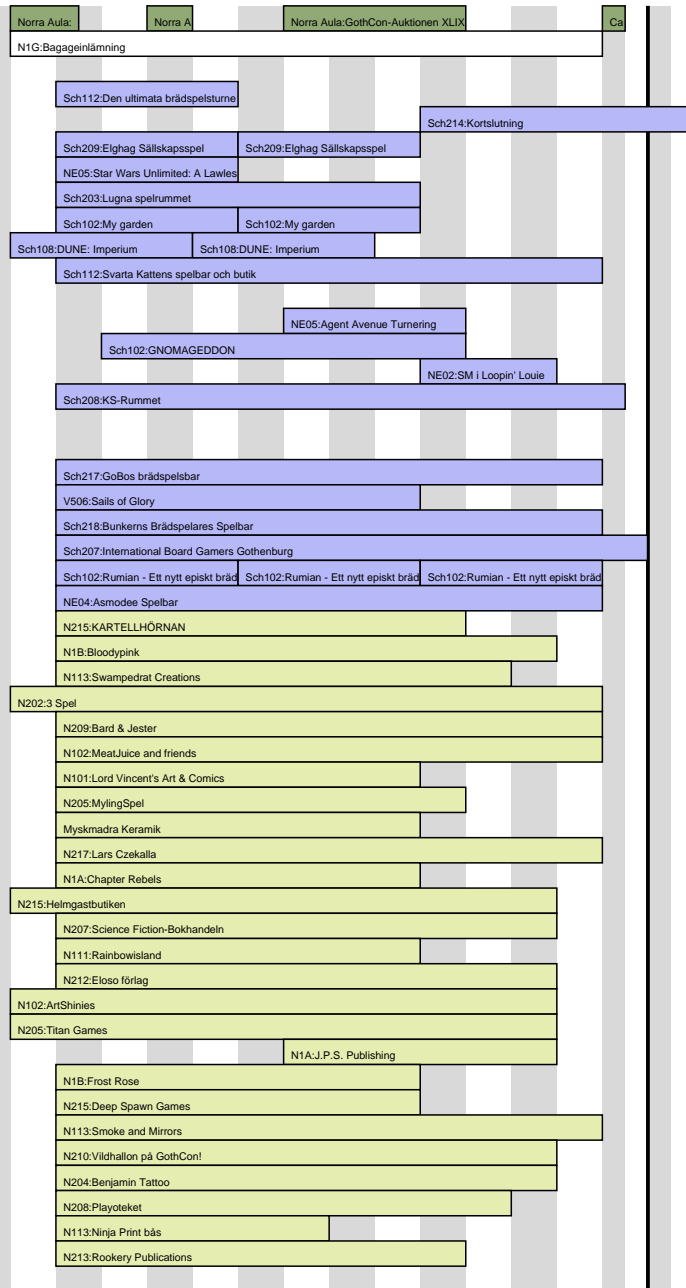 Norra Aula: Norra A Norra Aula:GothCon-Auktionen XLIX Ca
N1G:Bagageinlämning
Sch112:Den ultimata brädspelsturne
Sch214:Kortslutning
Sch209:Elghag Sällskapsspel Sch209:Elghag Sällskapsspel
NE05:Star Wars Unlimited: A Lawles
Sch203:Lugna spelrummet
Sch102:My garden Sch102:My garden
Sch108:DUNE: Imperium Sch108:DUNE: Imperium
Sch112:Svarta Kattens spelbar och butik
NE05:Agent Avenue Turnering
Sch102:GNOMAGEDDON
NE02:SM i Loopin' Louie
Sch208:KS-Rummet
Sch217:GoBos brädspelsbar
V506:Sails of Glory
Sch218:Bunkerns Brädspelares Spelbar
Sch207:International Board Gamers Gothenburg
Sch102:Rumian - Ett nytt episkt bräd Sch102:Rumian - Ett nytt episkt bräd Sch102:Rumian - Ett nytt episkt bräd
NE04:Asmodee Spelbar
N215:KARTELLHÖRNAN
N1B:Bloodypink
N113:Swampedrat Creations
N202:3 Spel
N209:Bard & Jester
N102:MeatJuice and friends
N101:Lord Vincent's Art & Comics
N205:MylingSpel
Myskmadra Keramik
N217:Lars Czekalla
N1A:Chapter Rebels
N215:Helmgastbutiken
N207:Science Fiction-Bokhandeln
N111:Rainbowisland
N212:Eloso förlag
N102:ArtShinies
N205:Titan Games
N1A:J.P.S. Publishing
N1B:Frost Rose
N215:Deep Spawn Games
N113:Smoke and Mirrors
N210:Vildhallon på GothCon!
N204:Benjamin Tattoo
N208:Playoteket
N113:Ninja Print bås
N213:Rookery Publications